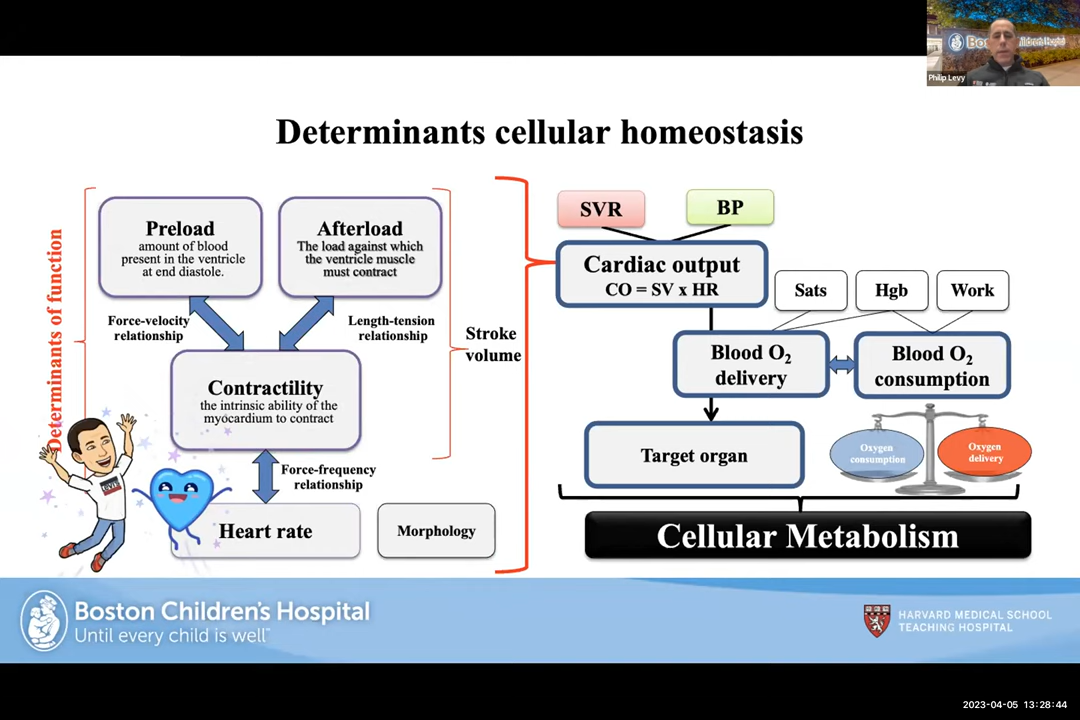 Boston Children's Hospital
Philip Levy
Determinants cellular homeostasis
Determinants of function
Preload
amount of blood
present in the ventricle
at end diastole.
Afterload
The load against which
the ventricle muscle
must contract
Force-velocity
relationship
Length-tension
relationship
Contractility
the intrinsic ability of the
myocardium to contract
Force-frequency
relationship
Heart rate
Morphology
Stroke
volume
SVR
BP
Cardiac output
CO = SV x HR
Sats
Hgb
Work
Blood O₂
delivery
Blood O₂
consumption
Target organ
Oxygen
consumption
Oxygen
delivery
Cellular Metabolism
Boston Children's Hospital
Until every child is well™
HARVARD MEDICAL SCHOOL
TEACHING HOSPITAL
2023-04-05 13:28:44